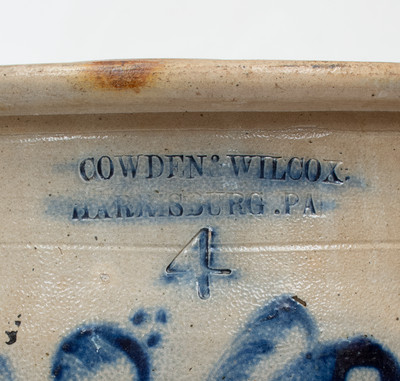 COWDEN & WILCOX.
HARRISBURG . PA
4